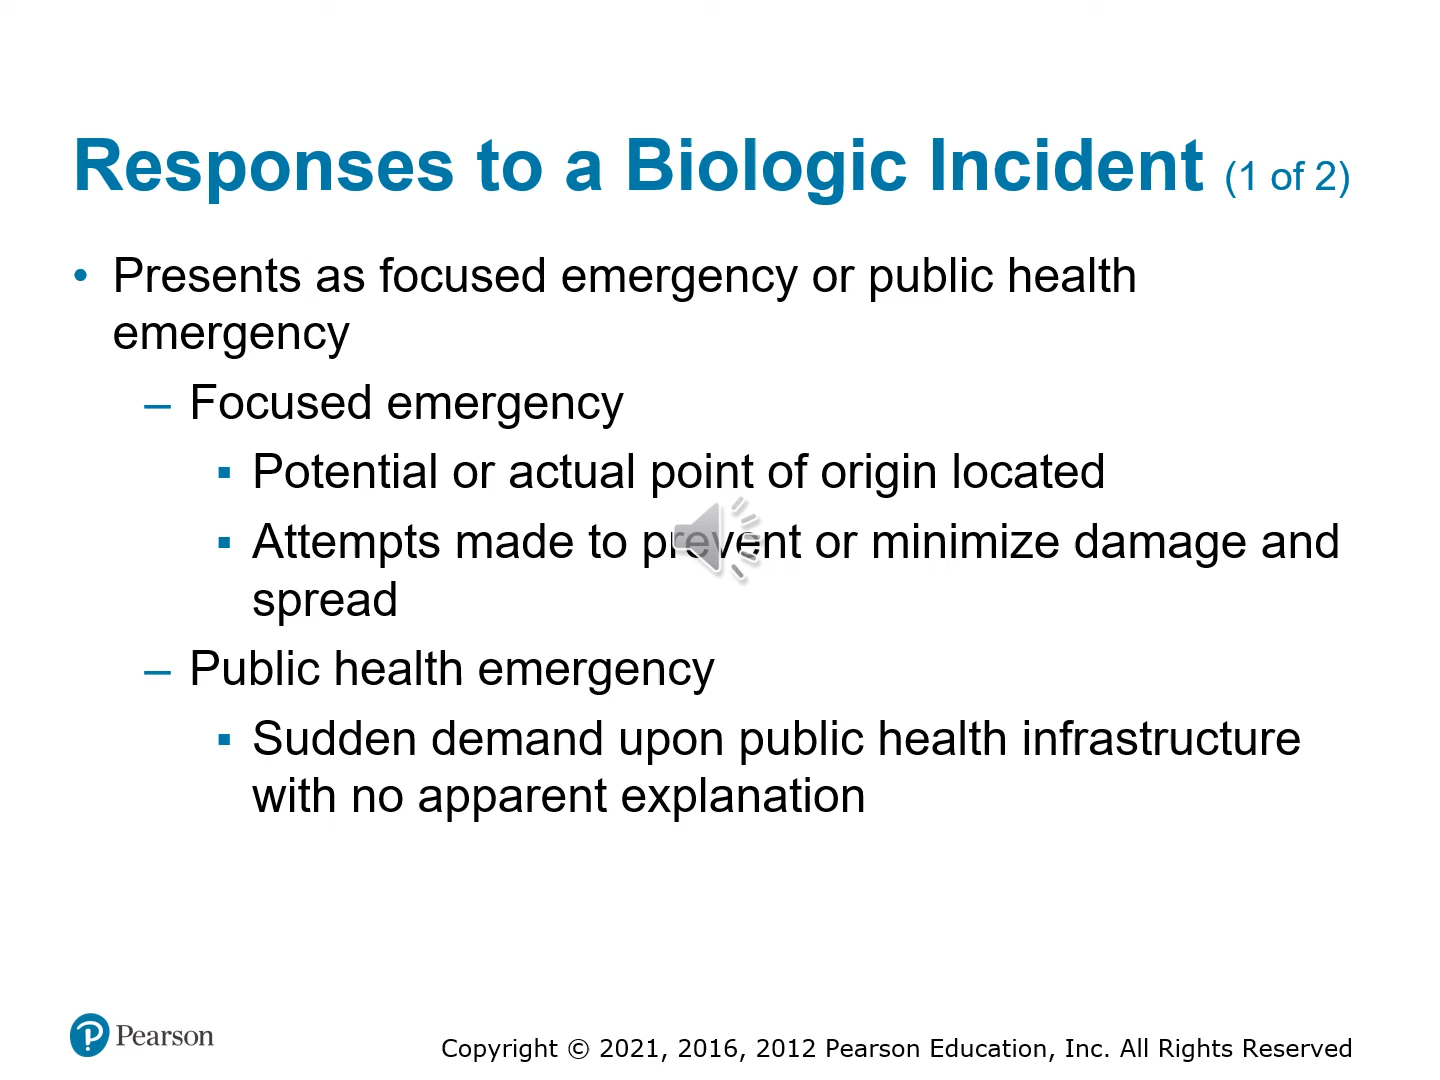 Responses to a Biologic Incident (1 of 2)
• Presents as focused emergency or public health
emergency
– Focused emergency
▪ Potential or actual point of origin located
▪ Attempts made to prevent or minimize damage and
spread
– Public health emergency
▪ Sudden demand upon public health infrastructure
with no apparent explanation
Pearson
Copyright © 2021, 2016, 2012 Pearson Education, Inc. All Rights Reserved